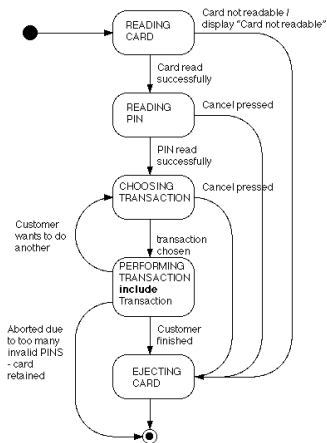 READING
CARD
Card not readable /
display "Card not readable"
Card read
successfully
READING
PIN
Cancel pressed
PIN read
successfully
CHOOSING
TRANSACTION
Cancel pressed
Customer
wants to do
another
transaction
chosen
PERFORMING
TRANSACTION
include
Transaction
Aborted due
to too many
invalid PINS
- card
retained
Customer
finished
EJECTING
CARD